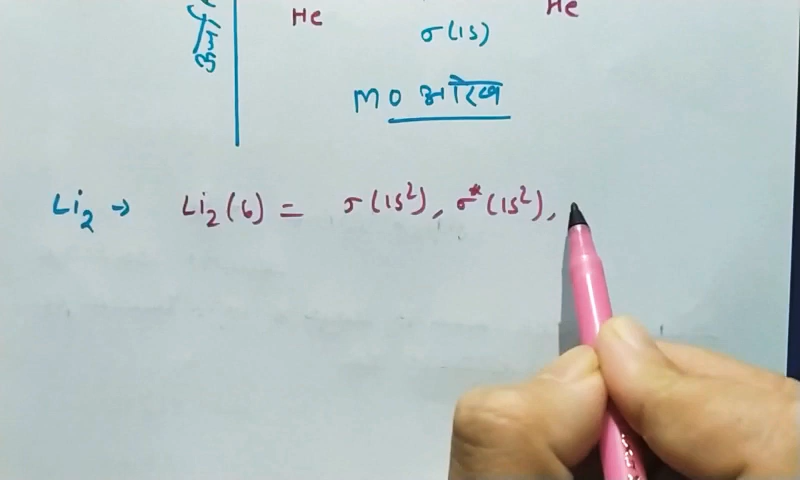 He He
σ(1s)
MO आरेख
Li₂ → Li₂(6) = σ(1s²), σ*(1s²),